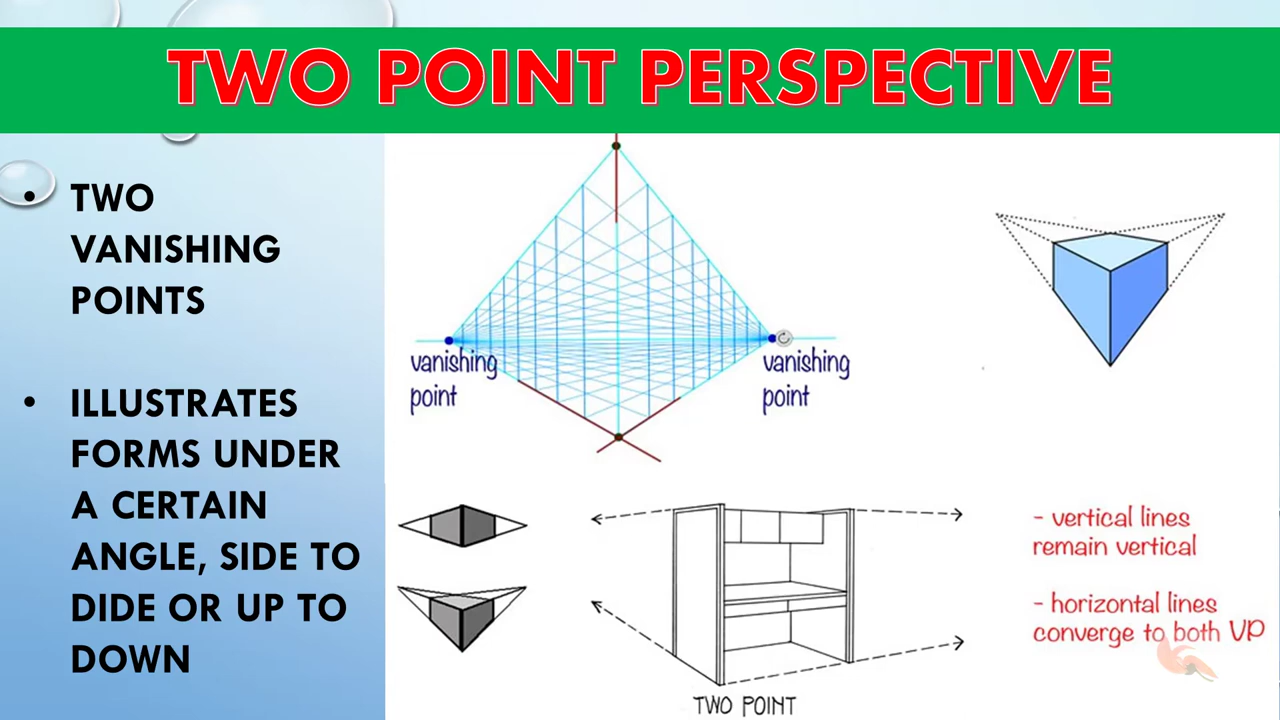 TWO POINT PERSPECTIVE
• TWO
VANISHING
POINTS
• ILLUSTRATES
FORMS UNDER
A CERTAIN
ANGLE, SIDE TO
DIDE OR UP TO
DOWN
vanishing
point
vanishing
point
TWO POINT
- vertical lines
remain vertical
- horizontal lines
converge to both VP